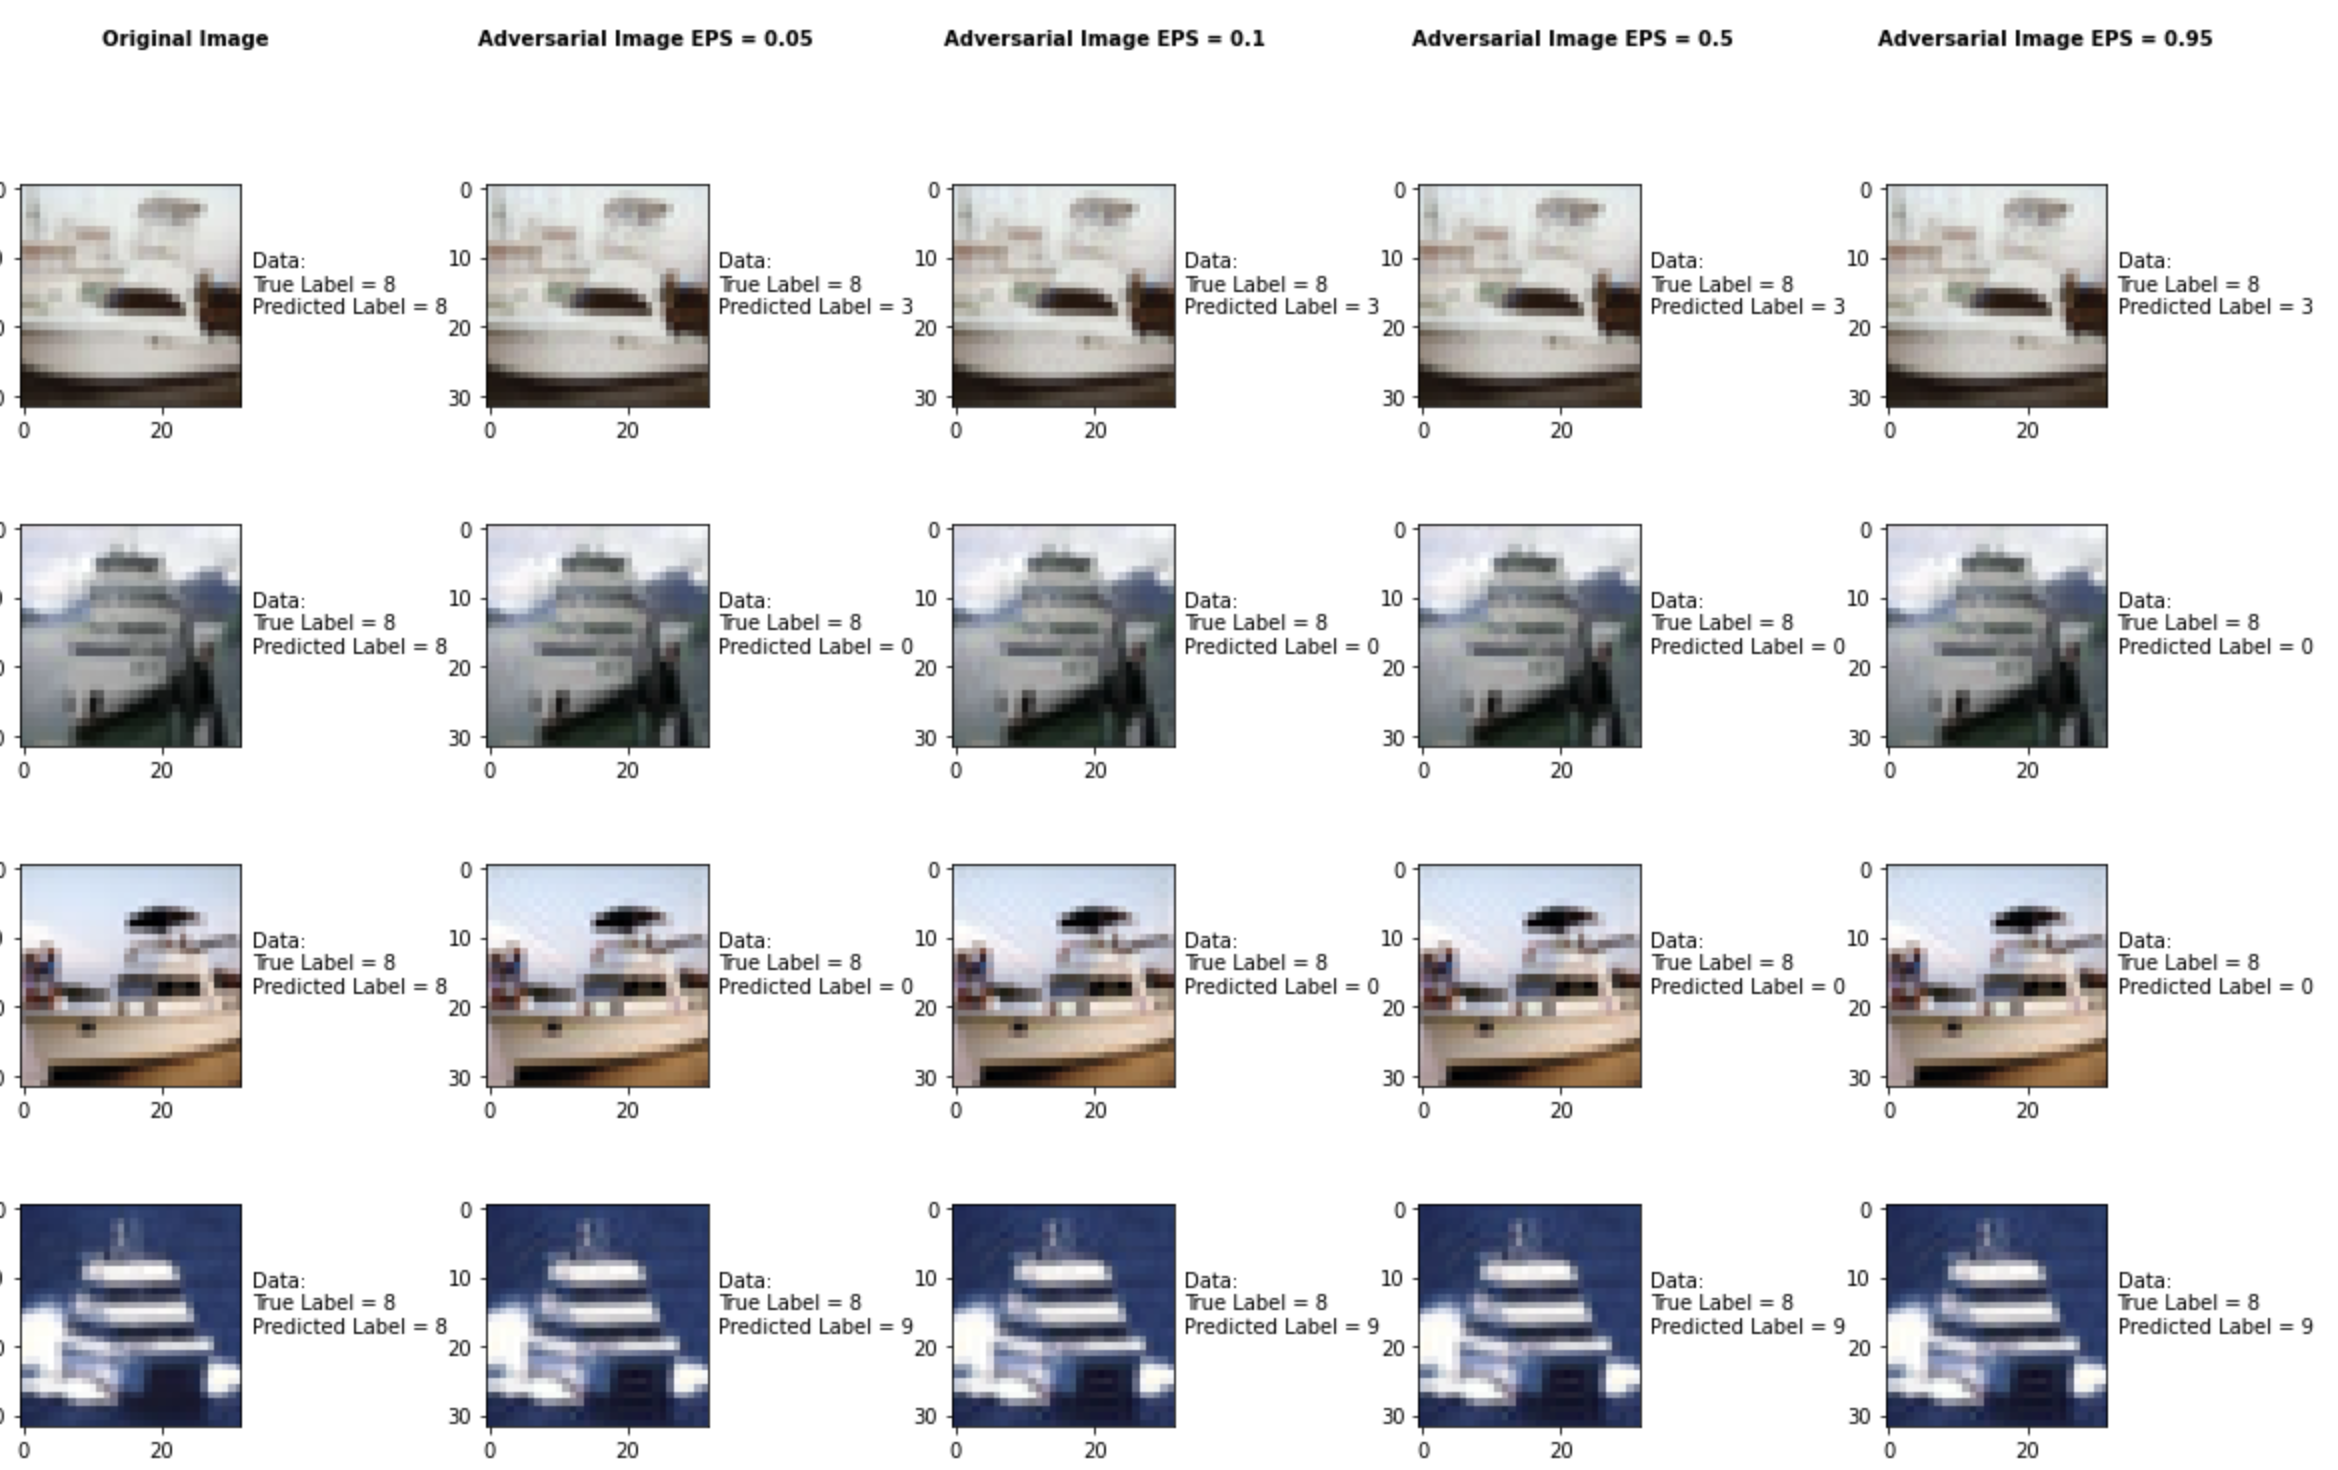 Original Image Adversarial Image EPS = 0.05 Adversarial Image EPS = 0.1 Adversarial Image EPS = 0.5 Adversarial Image EPS = 0.95
0 0 0 0
10 10 10 10
Data: Data: Data: Data: Data:
True Label = 8 True Label = 8 True Label = 8 True Label = 8 True Label = 8
Predicted Label = 8 Predicted Label = 3 Predicted Label = 3 Predicted Label = 3 Predicted Label = 3
20 20 20 20
30 30 30 30
0 20 0 20 0 20 0 20 0 20
0 0 0 0
10 10 10 10
Data: Data: Data: Data: Data:
True Label = 8 True Label = 8 True Label = 8 True Label = 8 True Label = 8
Predicted Label = 8 Predicted Label = 0 Predicted Label = 0 Predicted Label = 0 Predicted Label = 0
20 20 20 20
30 30 30 30
0 20 0 20 0 20 0 20 0 20
0 0 0 0
10 10 10 10
Data: Data: Data: Data: Data:
True Label = 8 True Label = 8 True Label = 8 True Label = 8 True Label = 8
Predicted Label = 8 Predicted Label = 0 Predicted Label = 0 Predicted Label = 0 Predicted Label = 0
20 20 20 20
30 30 30 30
0 20 0 20 0 20 0 20 0 20
0 0 0 0
10 10 10 10
Data: Data: Data: Data: Data:
True Label = 8 True Label = 8 True Label = 8 True Label = 8 True Label = 8
Predicted Label = 8 Predicted Label = 9 Predicted Label = 9 Predicted Label = 9 Predicted Label = 9
20 20 20 20
30 30 30 30
0 20 0 20 0 20 0 20 0 20